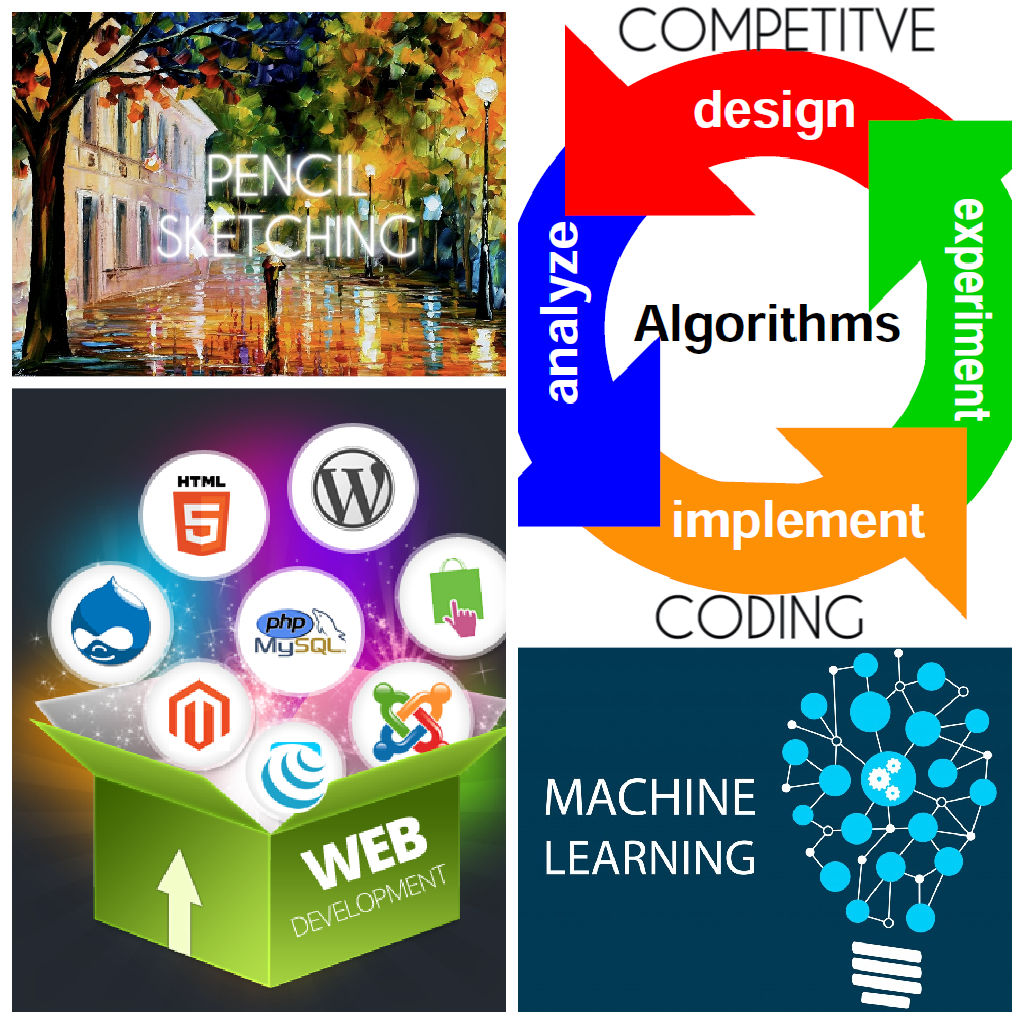 PENCIL
SKETCHING
COMPETITVE
design
experiment
analyze
Algorithms
implement
CODING
HTML
5
W
php
MySQL
WEB
DEVELOPMENT
MACHINE
LEARNING